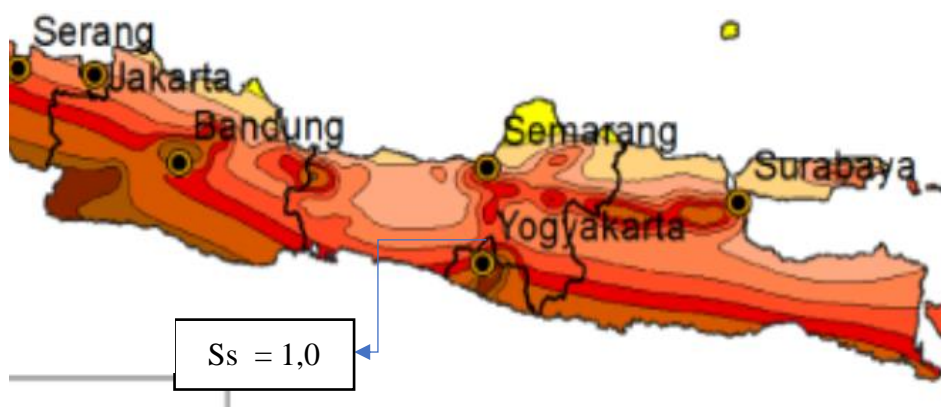 Serang
Jakarta
Bandung
Semarang
Surabaya
Yogyakarta
Ss = 1,0